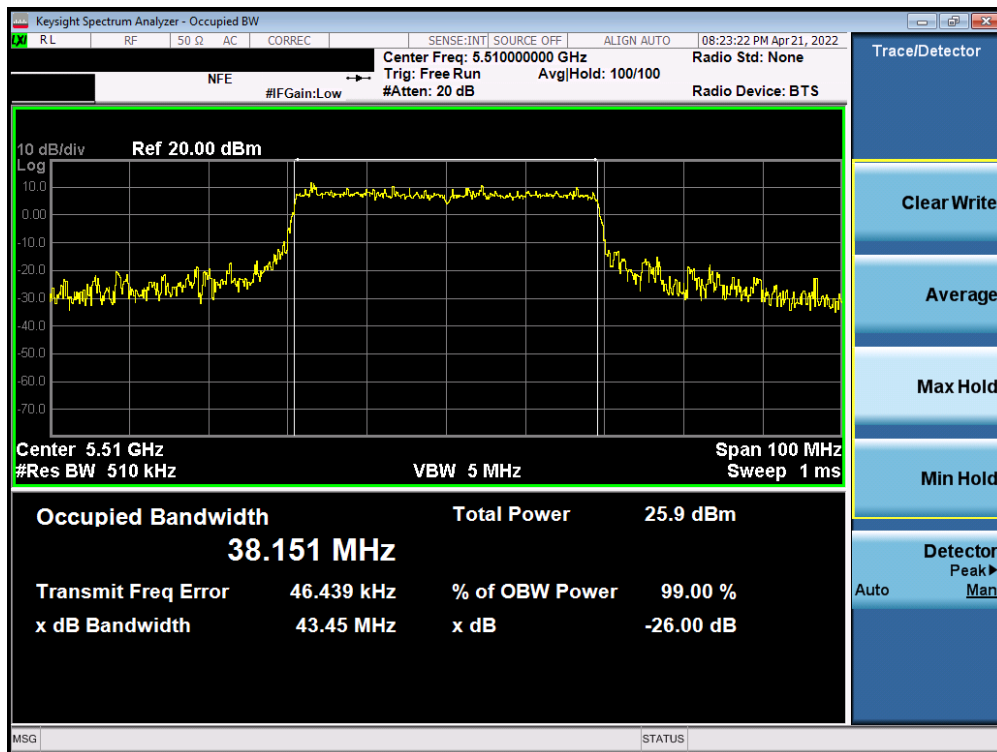 Keysight Spectrum Analyzer - Occupied BW
LXI RL RF 50 Ω AC CORREC SENSE:INT SOURCE OFF ALIGN AUTO 08:23:22 PM Apr 21, 2022
Center Freq: 5.510000000 GHz Radio Std: None
NFE Trig: Free Run Avg|Hold: 100/100
#IFGain:Low #Atten: 20 dB Radio Device: BTS
Trace/Detector
10 dB/div Ref 20.00 dBm
Log
10.0
0.00
-10.0
-20.0
-30.0
-40.0
-50.0
-60.0
-70.0
Center 5.51 GHz Span 100 MHz
#Res BW 510 kHz VBW 5 MHz Sweep 1 ms
Occupied Bandwidth Total Power 25.9 dBm
38.151 MHz
Transmit Freq Error 46.439 kHz % of OBW Power 99.00 %
x dB Bandwidth 43.45 MHz x dB -26.00 dB
Clear Write
Average
Max Hold
Min Hold
Detector
Peak
Auto Man
MSG STATUS